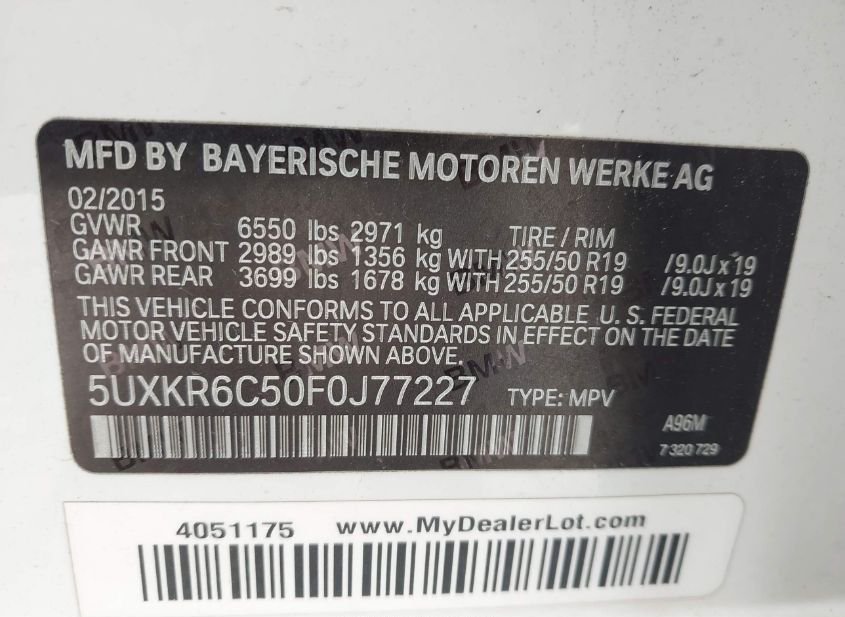 MFD BY BAYERISCHE MOTOREN WERKE AG
02/2015
GVWR 6550 lbs 2971 kg TIRE / RIM
GAWR FRONT 2989 lbs 1356 kg WITH 255/50 R19 /9.0J x 19
GAWR REAR 3699 lbs 1678 kg WITH 255/50 R19 /9.0J x 19
THIS VEHICLE CONFORMS TO ALL APPLICABLE U. S. FEDERAL
MOTOR VEHICLE SAFETY STANDARDS IN EFFECT ON THE DATE
OF MANUFACTURE SHOWN ABOVE.
5UXKR6C50F0J77227 TYPE: MPV
A96M
7 320 729
4051175 www.MyDealerLot.com